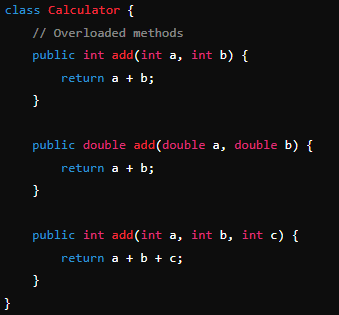 class Calculator {
    // Overloaded methods
    public int add(int a, int b) {
        return a + b;
    }

    public double add(double a, double b) {
        return a + b;
    }

    public int add(int a, int b, int c) {
        return a + b + c;
    }
}